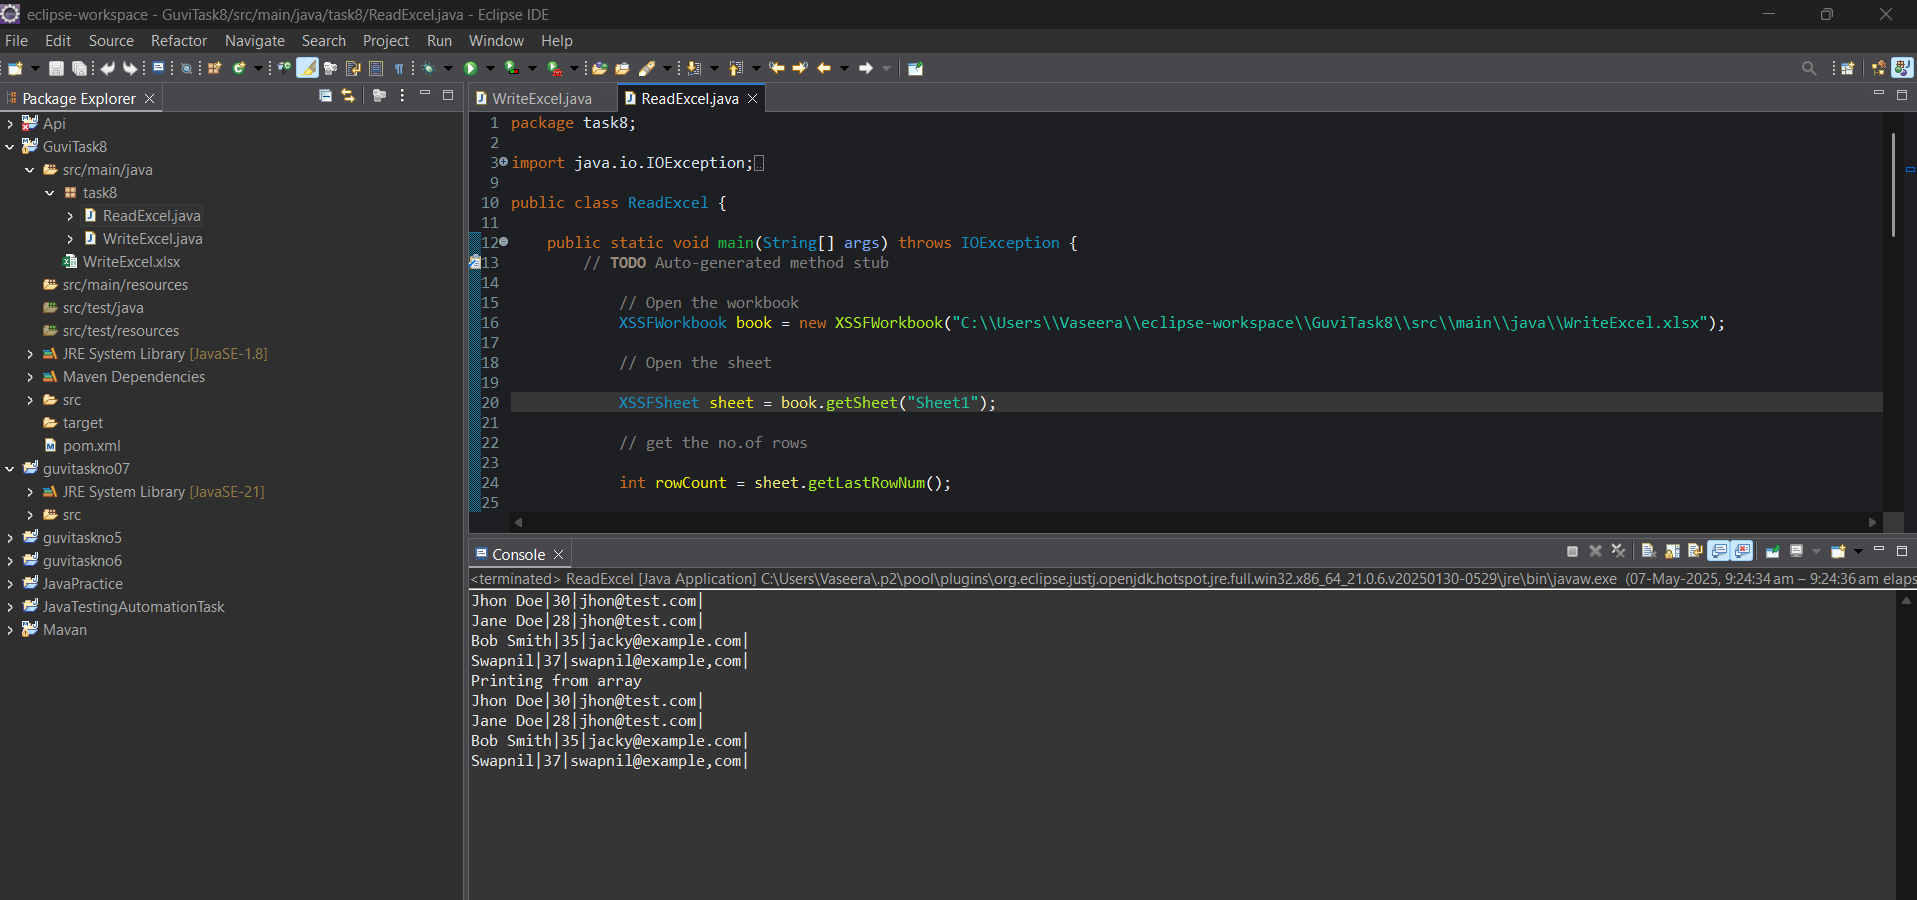 eclipse-workspace - GuviTask8/src/main/java/task8/ReadExcel.java - Eclipse IDE
File Edit Source Refactor Navigate Search Project Run Window Help
Package Explorer
Api
GuviTask8
src/main/java
task8
ReadExcel.java
WriteExcel.java
WriteExcel.xlsx
src/main/resources
src/test/java
src/test/resources
JRE System Library [JavaSE-1.8]
Maven Dependencies
src
target
pom.xml
guvitaskno07
JRE System Library [JavaSE-21]
src
guvitaskno5
guvitaskno6
JavaPractice
JavaTestingAutomationTask
Mavan
WriteExcel.java ReadExcel.java
1 package task8;
2
3 import java.io.IOException;
9
10 public class ReadExcel {
11
12 public static void main(String[] args) throws IOException {
13 // TODO Auto-generated method stub
14
15 // Open the workbook
16 XSSFWorkbook book = new XSSFWorkbook("C:\\Users\\Vaseera\\eclipse-workspace\\GuviTask8\\src\\main\\java\\WriteExcel.xlsx");
17
18 // Open the sheet
19
20 XSSFSheet sheet = book.getSheet("Sheet1");
21
22 // get the no.of rows
23
24 int rowCount = sheet.getLastRowNum();
25
Console
<terminated> ReadExcel [Java Application] C:\Users\Vaseera\.p2\pool\plugins\org.eclipse.justj.openjdk.hotspot.jre.full.win32.x86_64_21.0.6.v20250130-0529\jre\bin\javaw.exe (07-May-2025, 9:24:34 am – 9:24:36 am elaps
Jhon Doe|30|jhon@test.com|
Jane Doe|28|jhon@test.com|
Bob Smith|35|jacky@example.com|
Swapnil|37|swapnil@example,com|
Printing from array
Jhon Doe|30|jhon@test.com|
Jane Doe|28|jhon@test.com|
Bob Smith|35|jacky@example.com|
Swapnil|37|swapnil@example,com|